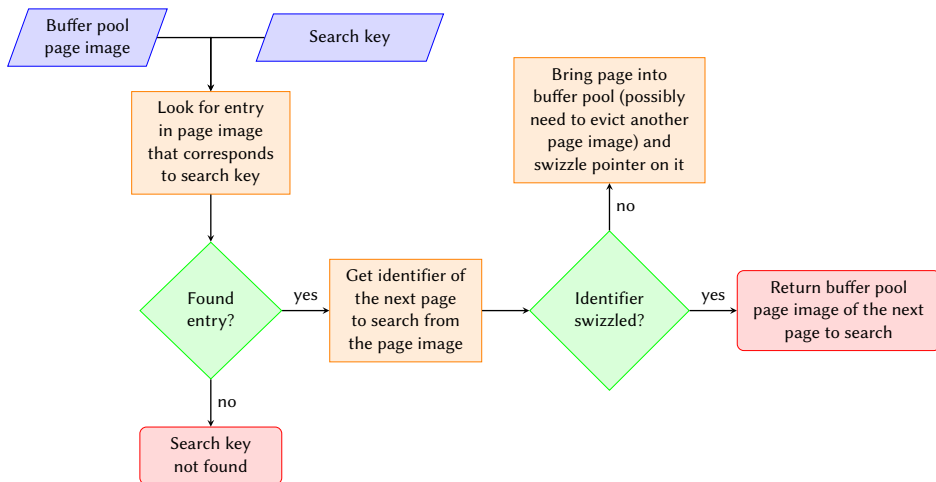 Buffer pool
page image
Search key
Look for entry
in page image
that corresponds
to search key
Bring page into
buffer pool (possibly
need to evict another
page image) and
swizzle pointer on it
no
Found
entry?
yes
Get identifier of
the next page
to search from
the page image
Identifier
swizzled?
yes
Return buffer pool
page image of the next
page to search
no
Search key
not found